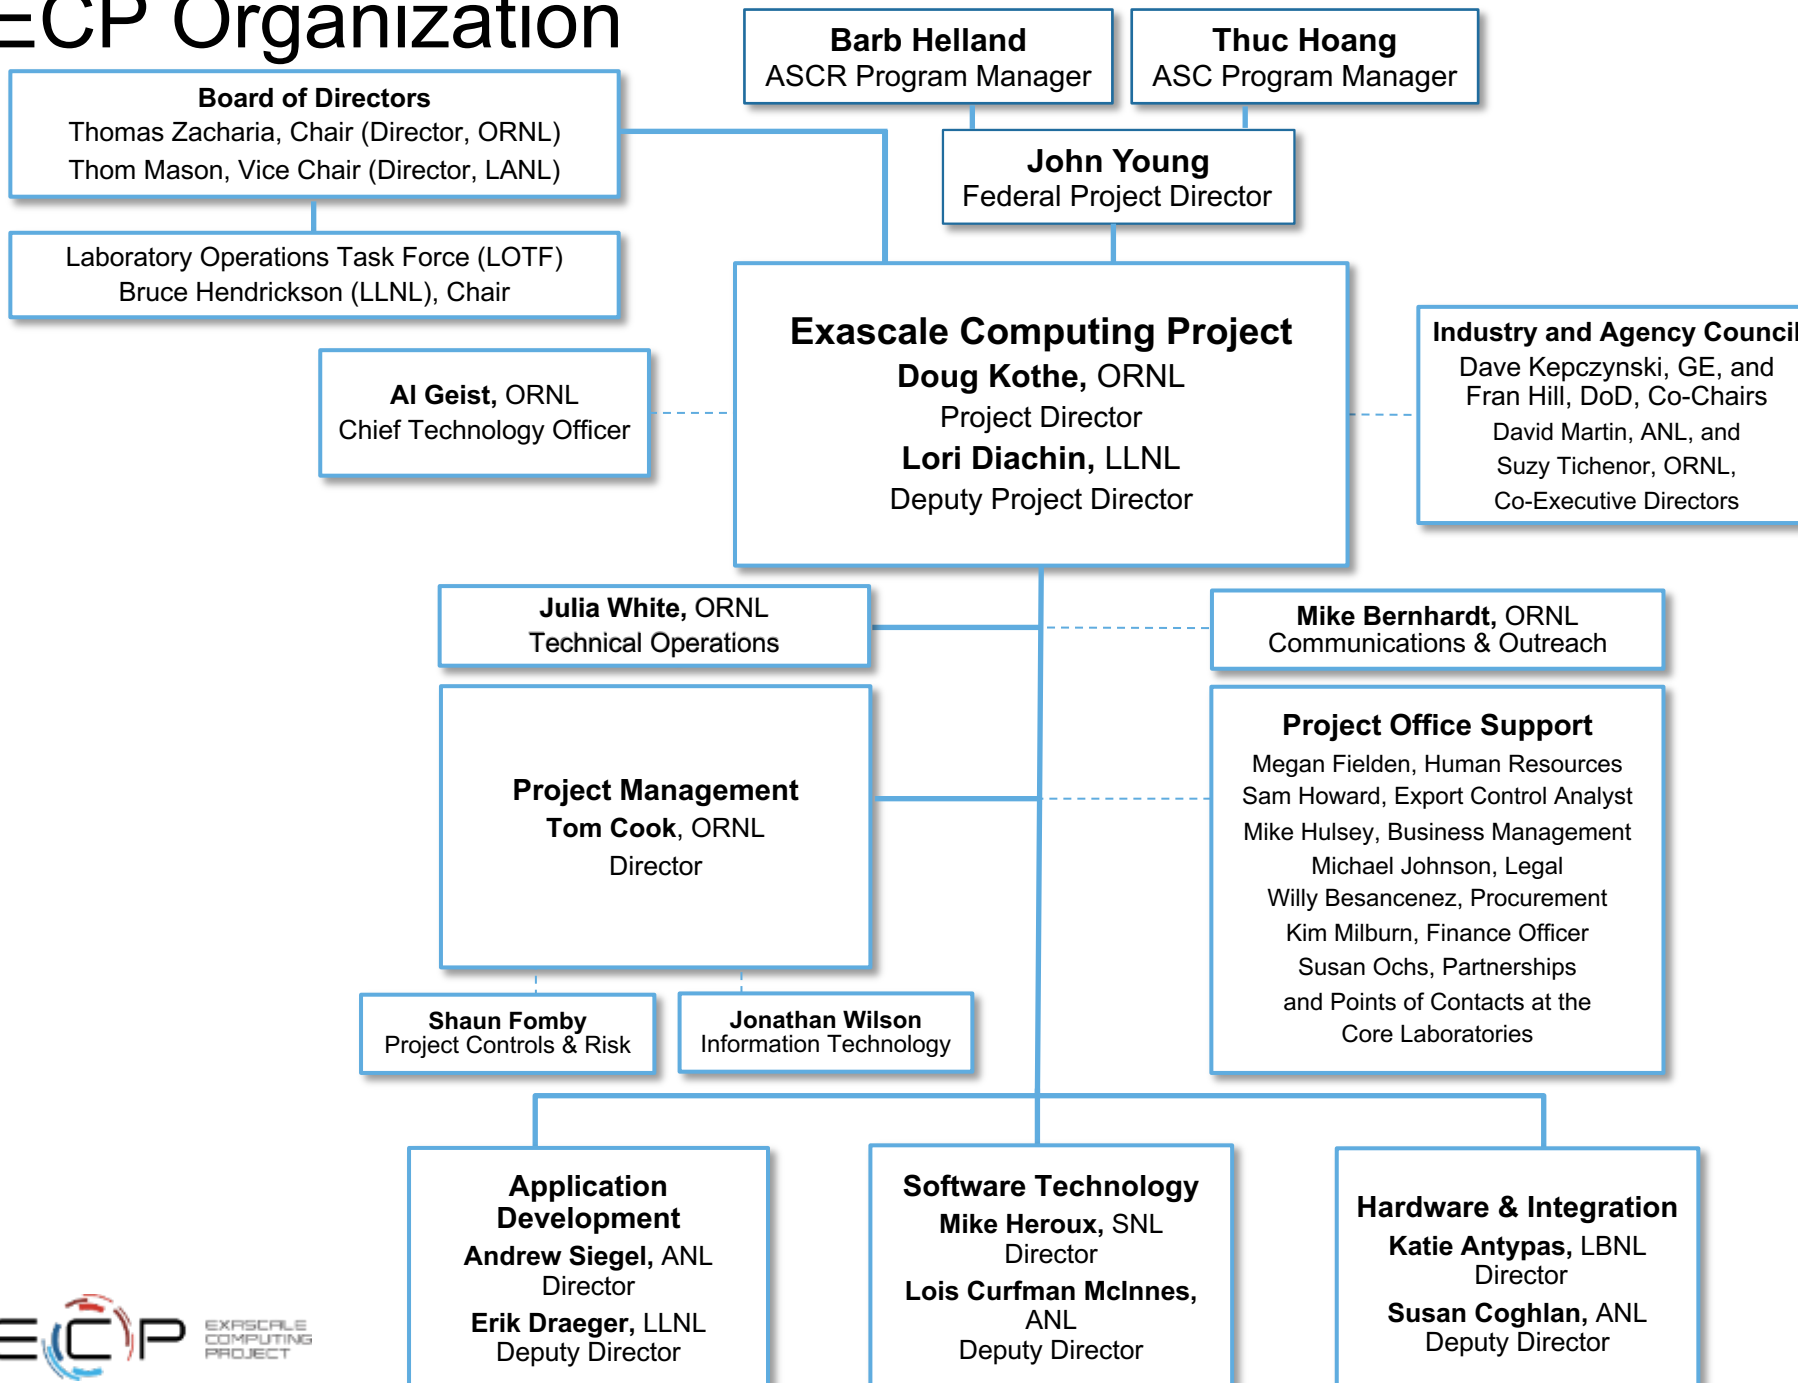 ECP Organization
Barb Helland
ASCR Program Manager
Thuc Hoang
ASC Program Manager
Board of Directors
Thomas Zacharia, Chair (Director, ORNL)
Thom Mason, Vice Chair (Director, LANL)
John Young
Federal Project Director
Laboratory Operations Task Force (LOTF)
Bruce Hendrickson (LLNL), Chair
Exascale Computing Project
Doug Kothe, ORNL
Project Director
Lori Diachin, LLNL
Deputy Project Director
Industry and Agency Council
Dave Kepczynski, GE, and
Fran Hill, DoD, Co-Chairs
David Martin, ANL, and
Suzy Tichenor, ORNL,
Co-Executive Directors
Al Geist, ORNL
Chief Technology Officer
Julia White, ORNL
Technical Operations
Mike Bernhardt, ORNL
Communications & Outreach
Project Management
Tom Cook, ORNL
Director
Project Office Support
Megan Fielden, Human Resources
Sam Howard, Export Control Analyst
Mike Hulsey, Business Management
Michael Johnson, Legal
Willy Besancenez, Procurement
Kim Milburn, Finance Officer
Susan Ochs, Partnerships
and Points of Contacts at the
Core Laboratories
Shaun Fomby
Project Controls & Risk
Jonathan Wilson
Information Technology
Application
Development
Andrew Siegel, ANL
Director
Erik Draeger, LLNL
Deputy Director
Software Technology
Mike Heroux, SNL
Director
Lois Curfman McInnes,
ANL
Deputy Director
Hardware & Integration
Katie Antypas, LBNL
Director
Susan Coghlan, ANL
Deputy Director
ECP
EXASCALE
COMPUTING
PROJECT